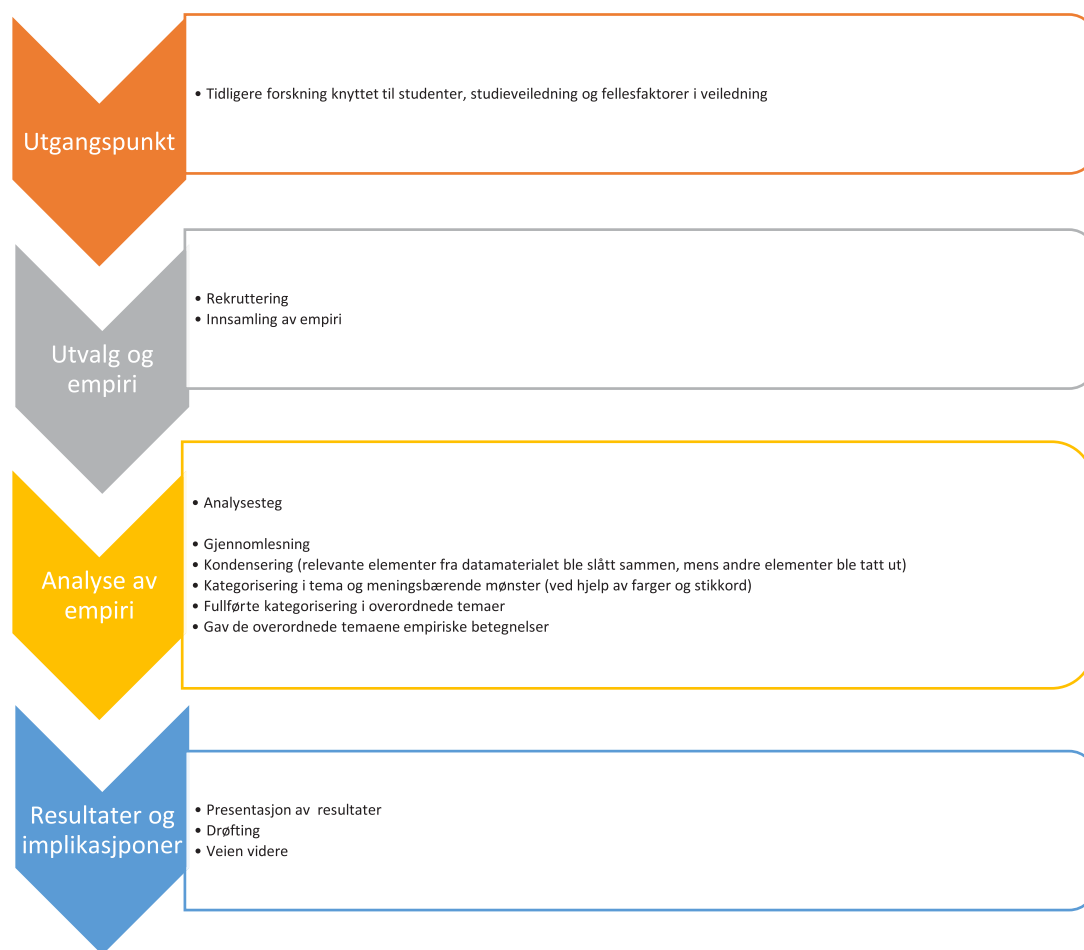 Utgangspunkt
• Tidligere forskning knyttet til studenter, studieveiledning og fellesfaktorer i veiledning
Utvalg og
empiri
• Rekruttering
• Innsamling av empiri
Analyse av
empiri
• Analysesteg
• Gjennomlesning
• Kondensering (relevante elementer fra datamaterialet ble slått sammen, mens andre elementer ble tatt ut)
• Kategorisering i tema og meningsbærende mønster (ved hjelp av farger og stikkord)
• Fullførte kategorisering i overordnede temaer
• Gav de overordnede temaene empiriske betegnelser
Resultater og
implikasjponer
• Presentasjon av resultater
• Drøfting
• Veien videre